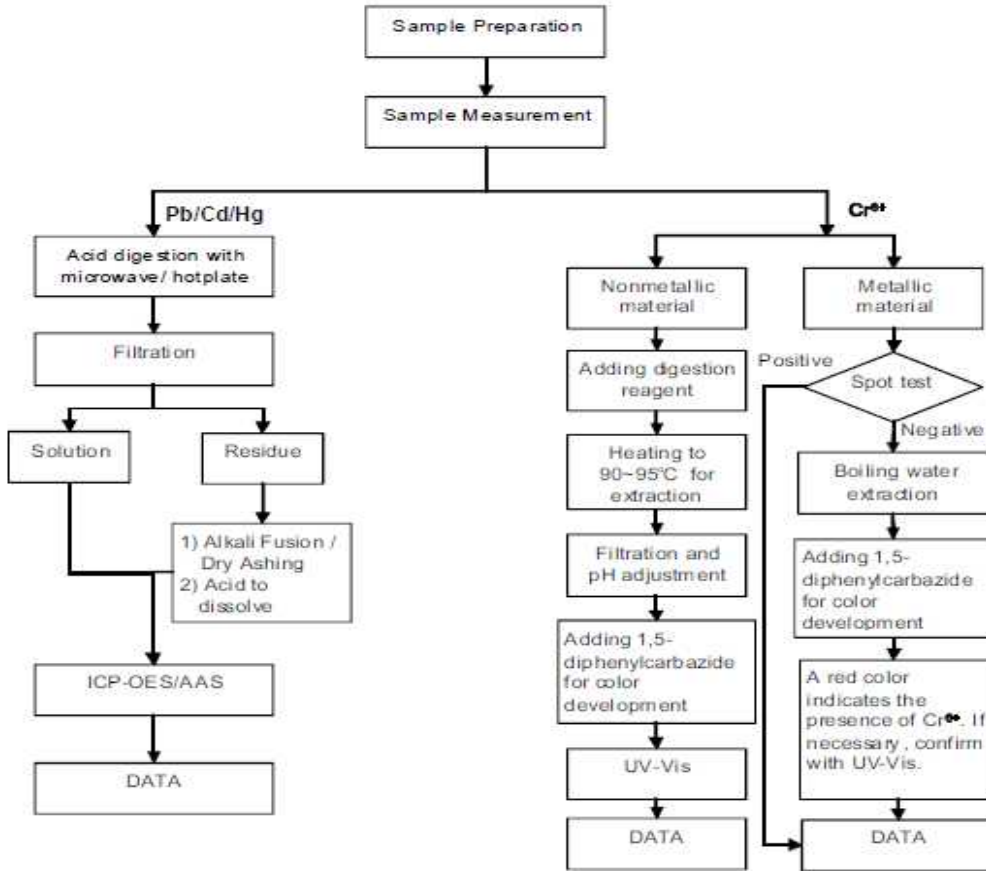 Sample Preparation
Sample Measurement
Pb/Cd/Hg
Acid digestion with
microwave/ hotplate
Filtration
Solution
Residue
1) Alkali Fusion /
Dry Ashing
2) Acid to
dissolve
ICP-OES/AAS
DATA
Cr⁶⁺
Nonmetallic
material
Adding digestion
reagent
Heating to
90~95℃ for
extraction
Filtration and
pH adjustment
Adding 1,5-
diphenylcarbazide
for color
development
UV-Vis
DATA
Metallic
material
Spot test
Positive
Negative
Boiling water
extraction
Adding 1,5-
diphenylcarbazide
for color
development
A red color
indicates the
presence of Cr⁶⁺. If
necessary, confirm
with UV-Vis.
DATA